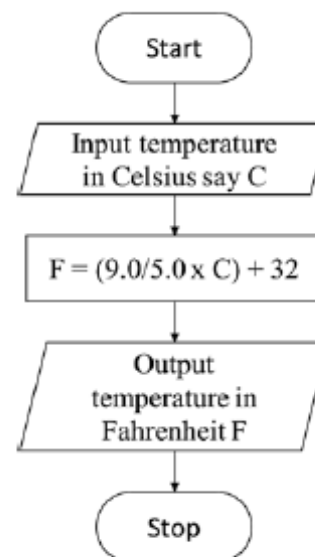 Start
Input temperature
in Celsius say C
F = (9.0/5.0 x C) + 32
Output
temperature in
Fahrenheit F
Stop